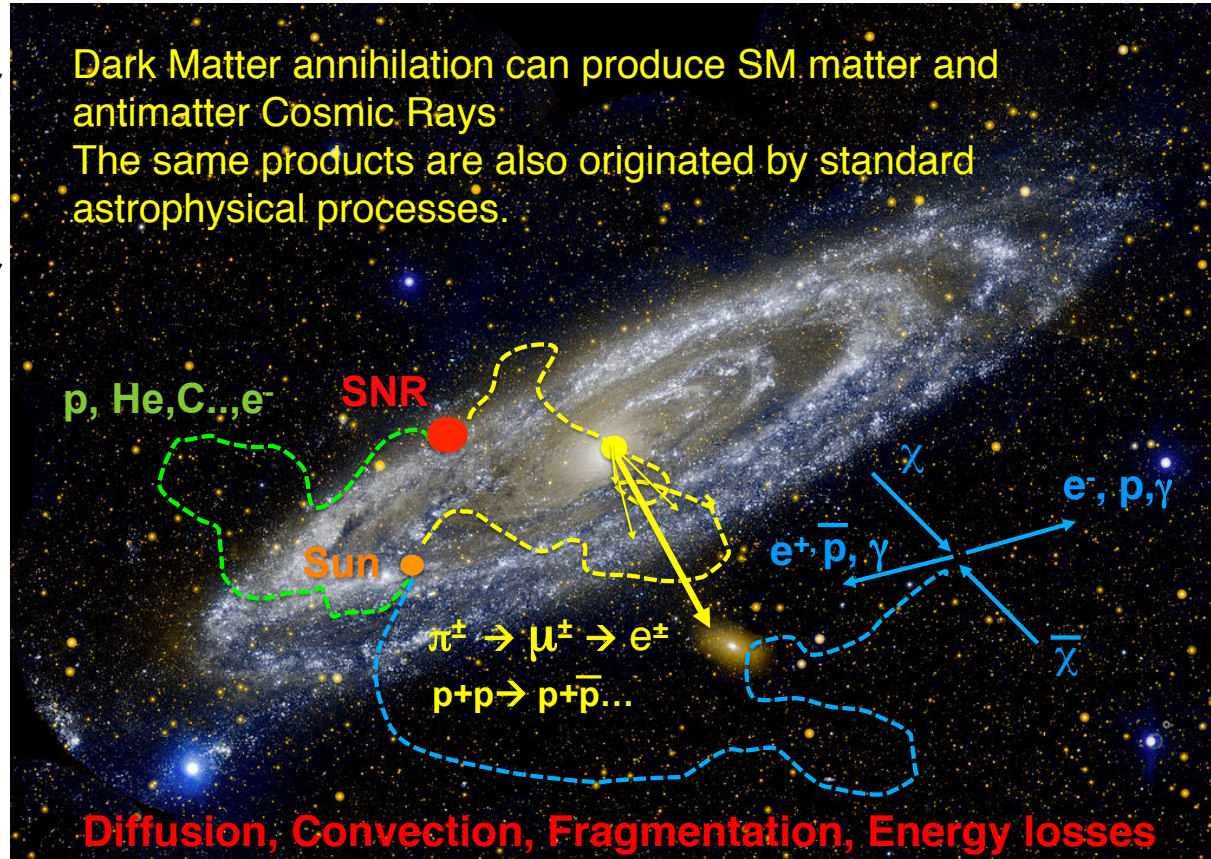 Dark Matter annihilation can produce SM matter and
antimatter Cosmic Rays
The same products are also originated by standard
astrophysical processes.
p, He,C..,e⁻
SNR
χ
e⁻, p,γ
Sun
e⁺, p̅, γ
π± → μ± → e±
χ̅
p+p→ p+p̅...
Diffusion, Convection, Fragmentation, Energy losses